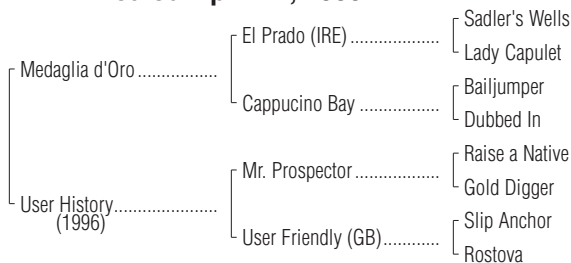 El Prado (IRE) ................... Sadler's Wells
Lady Capulet
Medaglia d'Oro .................
Cappucino Bay ................. Bailjumper
Dubbed In
Mr. Prospector .................. Raise a Native
Gold Digger
User History......................
(1996)
User Friendly (GB)............ Slip Anchor
Rostova